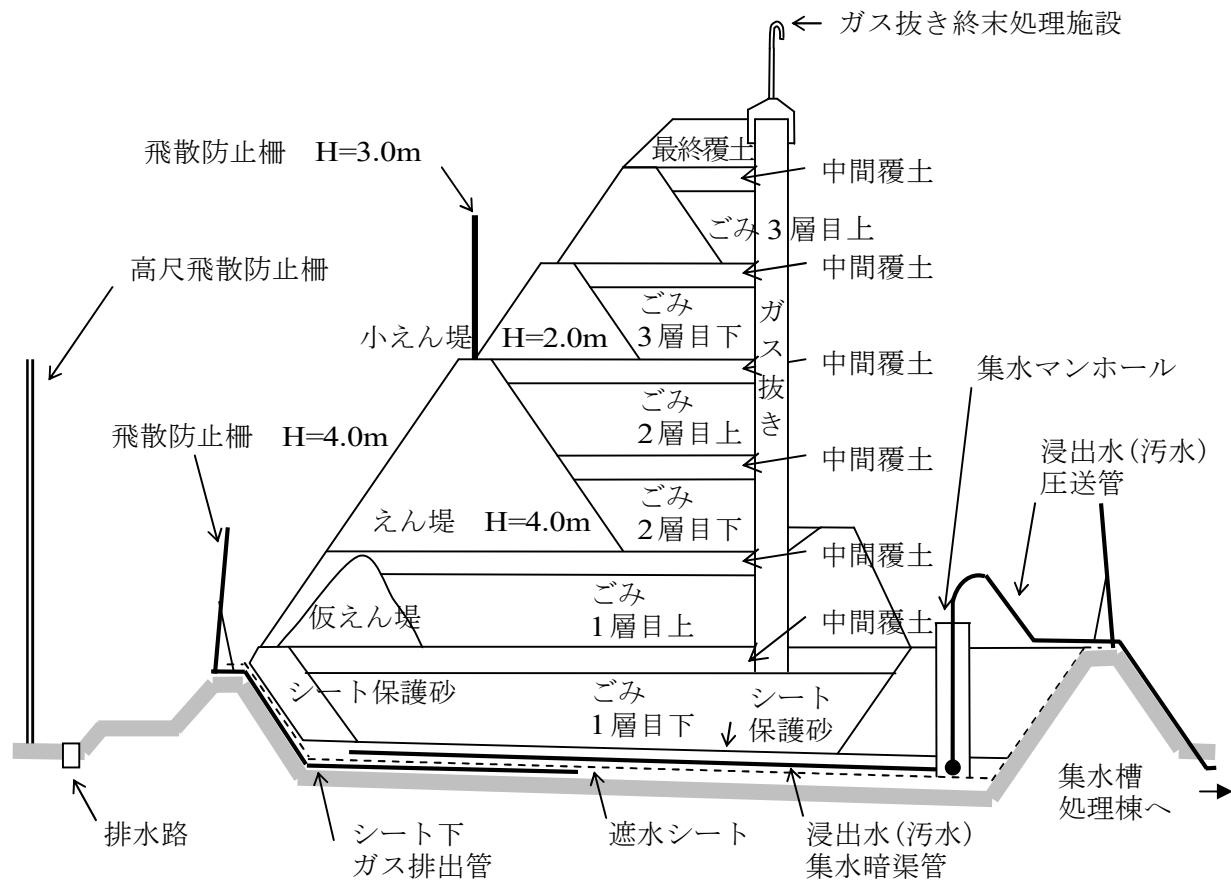 ガス抜き終末処理施設
飛散防止柵 H=3.0m
最終覆土
中間覆土
ごみ3層目上
高尺飛散防止柵
中間覆土
ごみ
3層目下
ガス抜き
小えん堤 H=2.0m
中間覆土
集水マンホール
ごみ
2層目上
飛散防止柵 H=4.0m
中間覆土
浸出水(汚水)
圧送管
ごみ
2層目下
えん堤 H=4.0m
中間覆土
ごみ
1層目上
仮えん堤
中間覆土
シート保護砂
ごみ
1層目下
シート
保護砂
集水槽
処理棟へ
排水路
シート下
ガス排出管
遮水シート
浸出水(汚水)
集水暗渠管